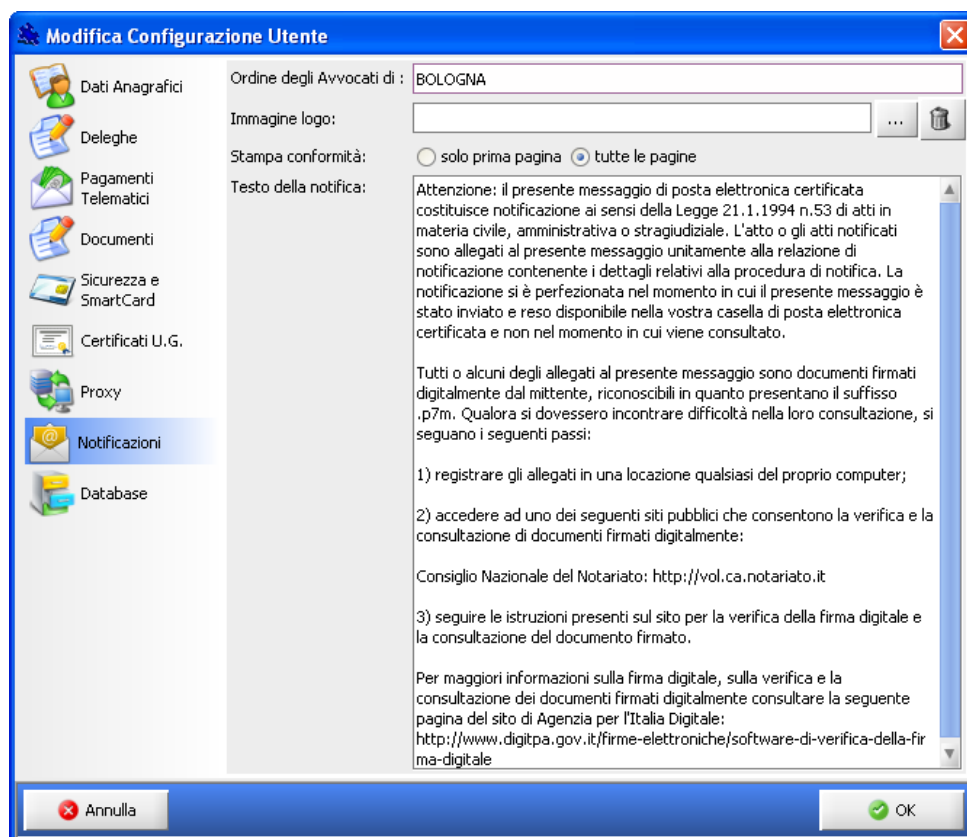 Modifica Configurazione Utente
Dati Anagrafici
Deleghe
Pagamenti
Telematici
Documenti
Sicurezza e
SmartCard
Certificati U.G.
Proxy
Notificazioni
Database
Ordine degli Avvocati di : BOLOGNA
Immagine logo: ...
Stampa conformità: solo prima pagina tutte le pagine
Testo della notifica:
Attenzione: il presente messaggio di posta elettronica certificata
costituisce notificazione ai sensi della Legge 21.1.1994 n.53 di atti in
materia civile, amministrativa o stragiudiziale. L'atto o gli atti notificati
sono allegati al presente messaggio unitamente alla relazione di
notificazione contenente i dettagli relativi alla procedura di notifica. La
notificazione si è perfezionata nel momento in cui il presente messaggio è
stato inviato e reso disponibile nella vostra casella di posta elettronica
certificata e non nel momento in cui viene consultato.
Tutti o alcuni degli allegati al presente messaggio sono documenti firmati
digitalmente dal mittente, riconoscibili in quanto presentano il suffisso
.p7m. Qualora si dovessero incontrare difficoltà nella loro consultazione, si
seguano i seguenti passi:
1) registrare gli allegati in una locazione qualsiasi del proprio computer;
2) accedere ad uno dei seguenti siti pubblici che consentono la verifica e la
consultazione di documenti firmati digitalmente:
Consiglio Nazionale del Notariato: http://vol.ca.notariato.it
3) seguire le istruzioni presenti sul sito per la verifica della firma digitale e
la consultazione del documento firmato.
Per maggiori informazioni sulla firma digitale, sulla verifica e la
consultazione dei documenti firmati digitalmente consultare la seguente
pagina del sito di Agenzia per l'Italia Digitale:
http://www.digitpa.gov.it/firme-elettroniche/software-di-verifica-della-fir
ma-digitale
Annulla
OK